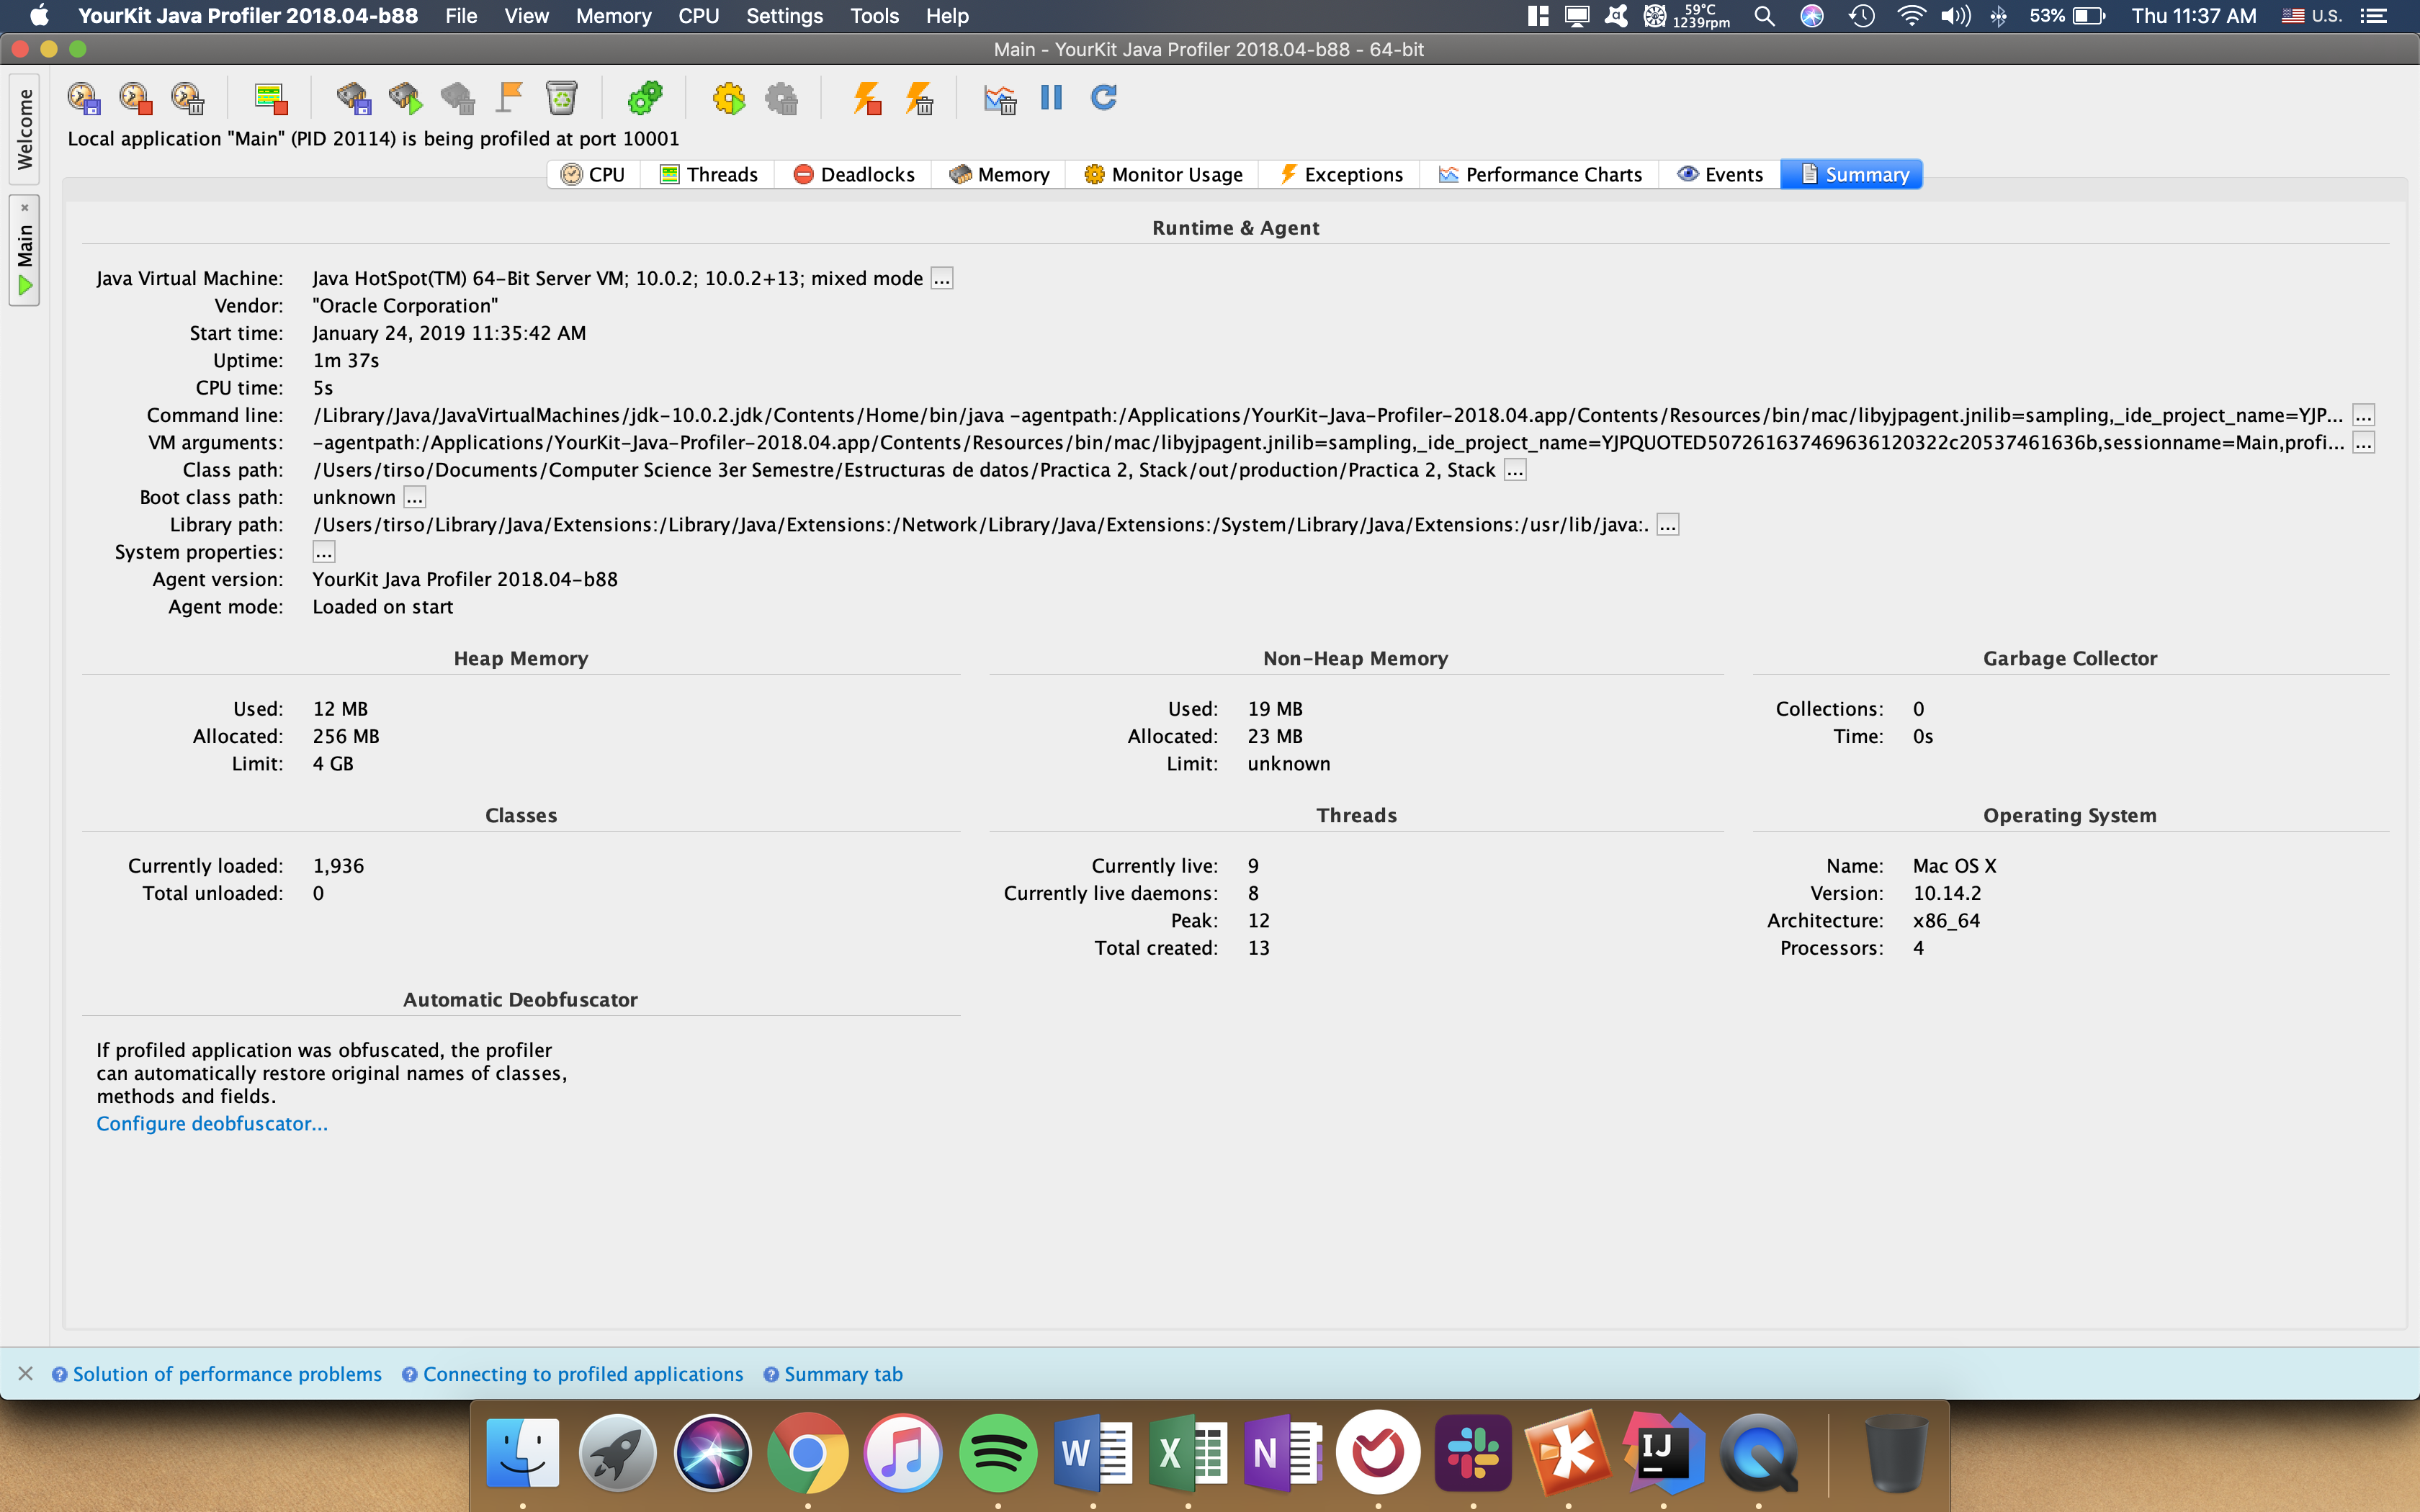 YourKit Java Profiler 2018.04-b88 File View Memory CPU Settings Tools Help 59°C 1239rpm 53% Thu 11:37 AM U.S.
Main - YourKit Java Profiler 2018.04-b88 - 64-bit
Welcome
Main
Local application "Main" (PID 20114) is being profiled at port 10001
CPU Threads Deadlocks Memory Monitor Usage Exceptions Performance Charts Events Summary
Runtime & Agent
Java Virtual Machine: Java HotSpot(TM) 64-Bit Server VM; 10.0.2; 10.0.2+13; mixed mode ...
Vendor: "Oracle Corporation"
Start time: January 24, 2019 11:35:42 AM
Uptime: 1m 37s
CPU time: 5s
Command line: /Library/Java/JavaVirtualMachines/jdk-10.0.2.jdk/Contents/Home/bin/java -agentpath:/Applications/YourKit-Java-Profiler-2018.04.app/Contents/Resources/bin/mac/libyjpagent.jnilib=sampling,_ide_project_name=YJP... ...
VM arguments: -agentpath:/Applications/YourKit-Java-Profiler-2018.04.app/Contents/Resources/bin/mac/libyjpagent.jnilib=sampling,_ide_project_name=YJPQUOTED507261637469636120322c20537461636b,sessionname=Main,profi... ...
Class path: /Users/tirso/Documents/Computer Science 3er Semestre/Estructuras de datos/Practica 2, Stack/out/production/Practica 2, Stack ...
Boot class path: unknown ...
Library path: /Users/tirso/Library/Java/Extensions:/Library/Java/Extensions:/Network/Library/Java/Extensions:/System/Library/Java/Extensions:/usr/lib/java:. ...
System properties: ...
Agent version: YourKit Java Profiler 2018.04-b88
Agent mode: Loaded on start
Heap Memory
Used: 12 MB
Allocated: 256 MB
Limit: 4 GB
Non-Heap Memory
Used: 19 MB
Allocated: 23 MB
Limit: unknown
Garbage Collector
Collections: 0
Time: 0s
Classes
Currently loaded: 1,936
Total unloaded: 0
Threads
Currently live: 9
Currently live daemons: 8
Peak: 12
Total created: 13
Operating System
Name: Mac OS X
Version: 10.14.2
Architecture: x86_64
Processors: 4
Automatic Deobfuscator
If profiled application was obfuscated, the profiler
can automatically restore original names of classes,
methods and fields.
Configure deobfuscator...
Solution of performance problems Connecting to profiled applications Summary tab
W X N IJ